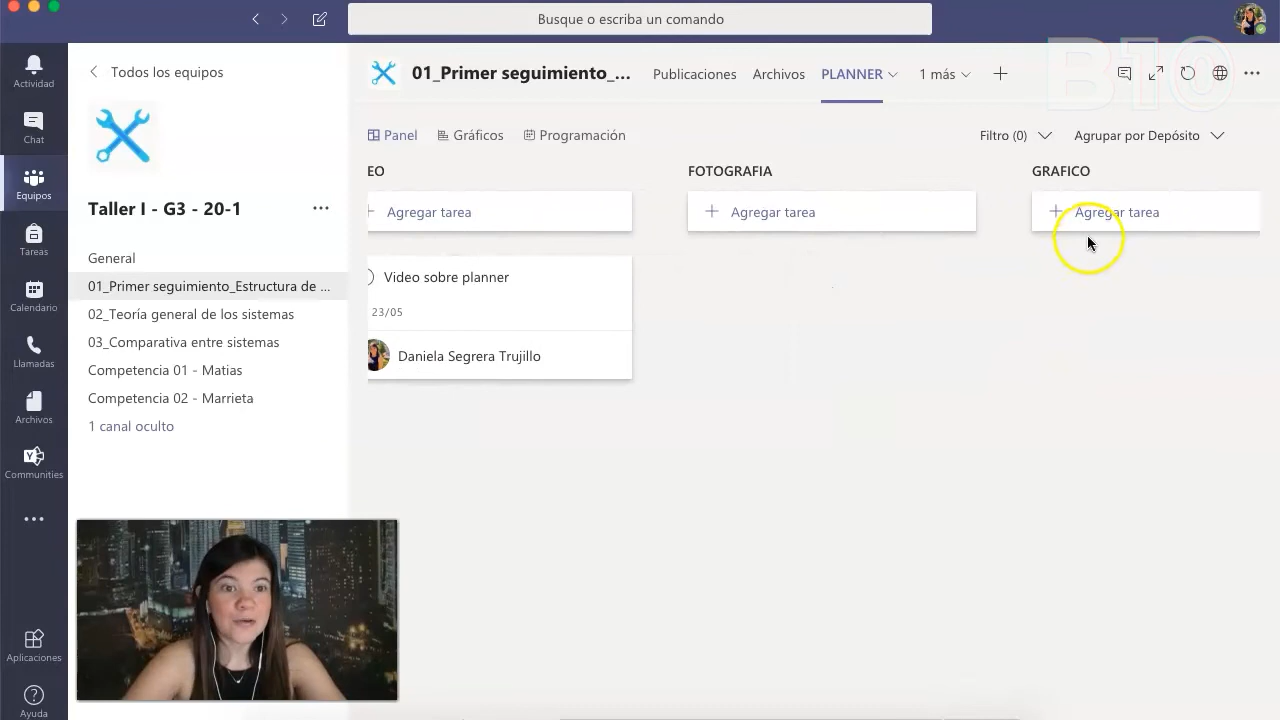 Busque o escriba un comando
Actividad
Chat
Equipos
Tareas
Calendario
Llamadas
Archivos
Communities
Aplicaciones
Ayuda
Todos los equipos
Taller I - G3 - 20-1
General
01_Primer seguimiento_Estructura de ...
02_Teoría general de los sistemas
03_Comparativa entre sistemas
Competencia 01 - Matias
Competencia 02 - Marrieta
1 canal oculto
01_Primer seguimiento_... Publicaciones Archivos PLANNER 1 más
B1@
Panel Gráficos Programación Filtro (0) Agrupar por Depósito
EO FOTOGRAFIA GRAFICO
Agregar tarea Agregar tarea Agregar tarea
Video sobre planner
23/05
Daniela Segrera Trujillo